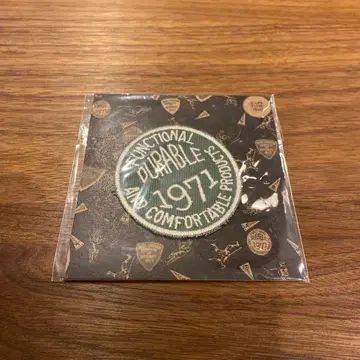 FUNCTIONAL
DURABLE
1971
AND COMFORTABLE PRODUCTS